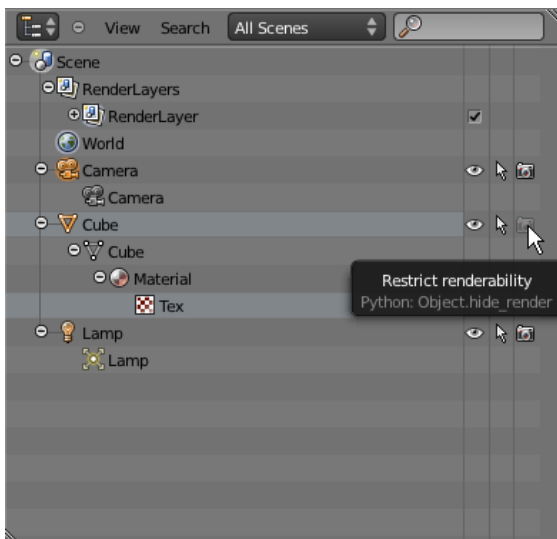 View Search All Scenes
Scene
RenderLayers
RenderLayer
World
Camera
Camera
Cube
Cube
Material
Restrict renderability
Tex
Python: Object.hide_render
Lamp
Lamp